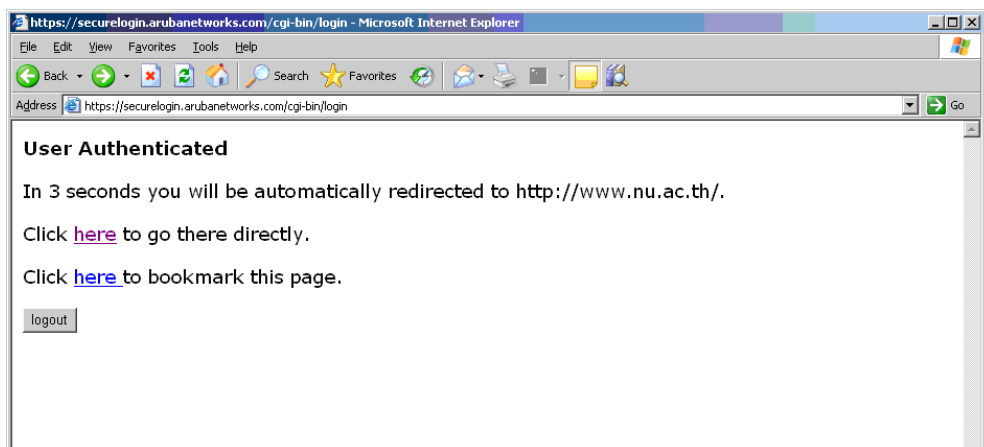 https://securelogin.arubanetworks.com/cgi-bin/login - Microsoft Internet Explorer
File Edit View Favorites Tools Help
Back Search Favorites
Address https://securelogin.arubanetworks.com/cgi-bin/login Go
User Authenticated
In 3 seconds you will be automatically redirected to http://www.nu.ac.th/.
Click here to go there directly.
Click here to bookmark this page.
logout